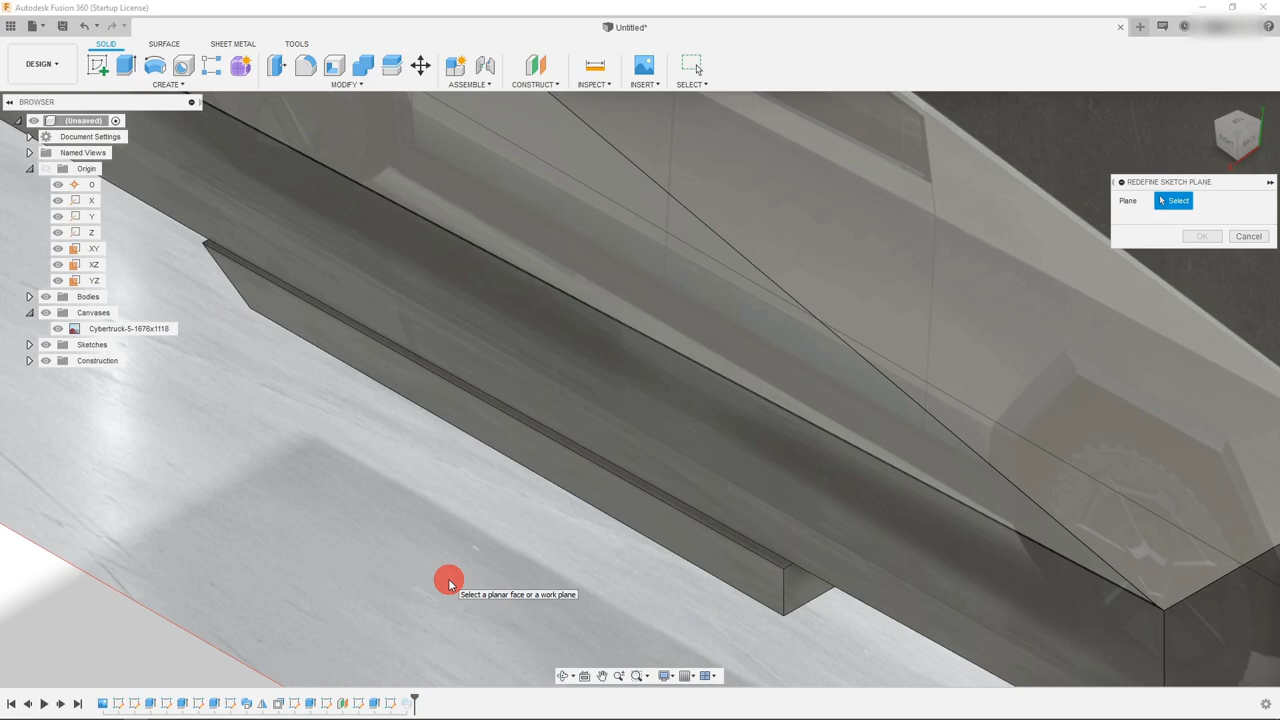 Autodesk Fusion 360 (Startup License)
Untitled*
DESIGN
SOLID
SURFACE
SHEET METAL
TOOLS
CREATE
MODIFY
ASSEMBLE
CONSTRUCT
INSPECT
INSERT
SELECT
BROWSER
(Unsaved)
Document Settings
Named Views
Origin
O
X
Y
Z
XY
XZ
YZ
Bodies
Canvases
Cybertruck-5-1676x1118
Sketches
Construction
REDEFINE SKETCH PLANE
Plane Select
OK Cancel
Select a planar face or a work plane